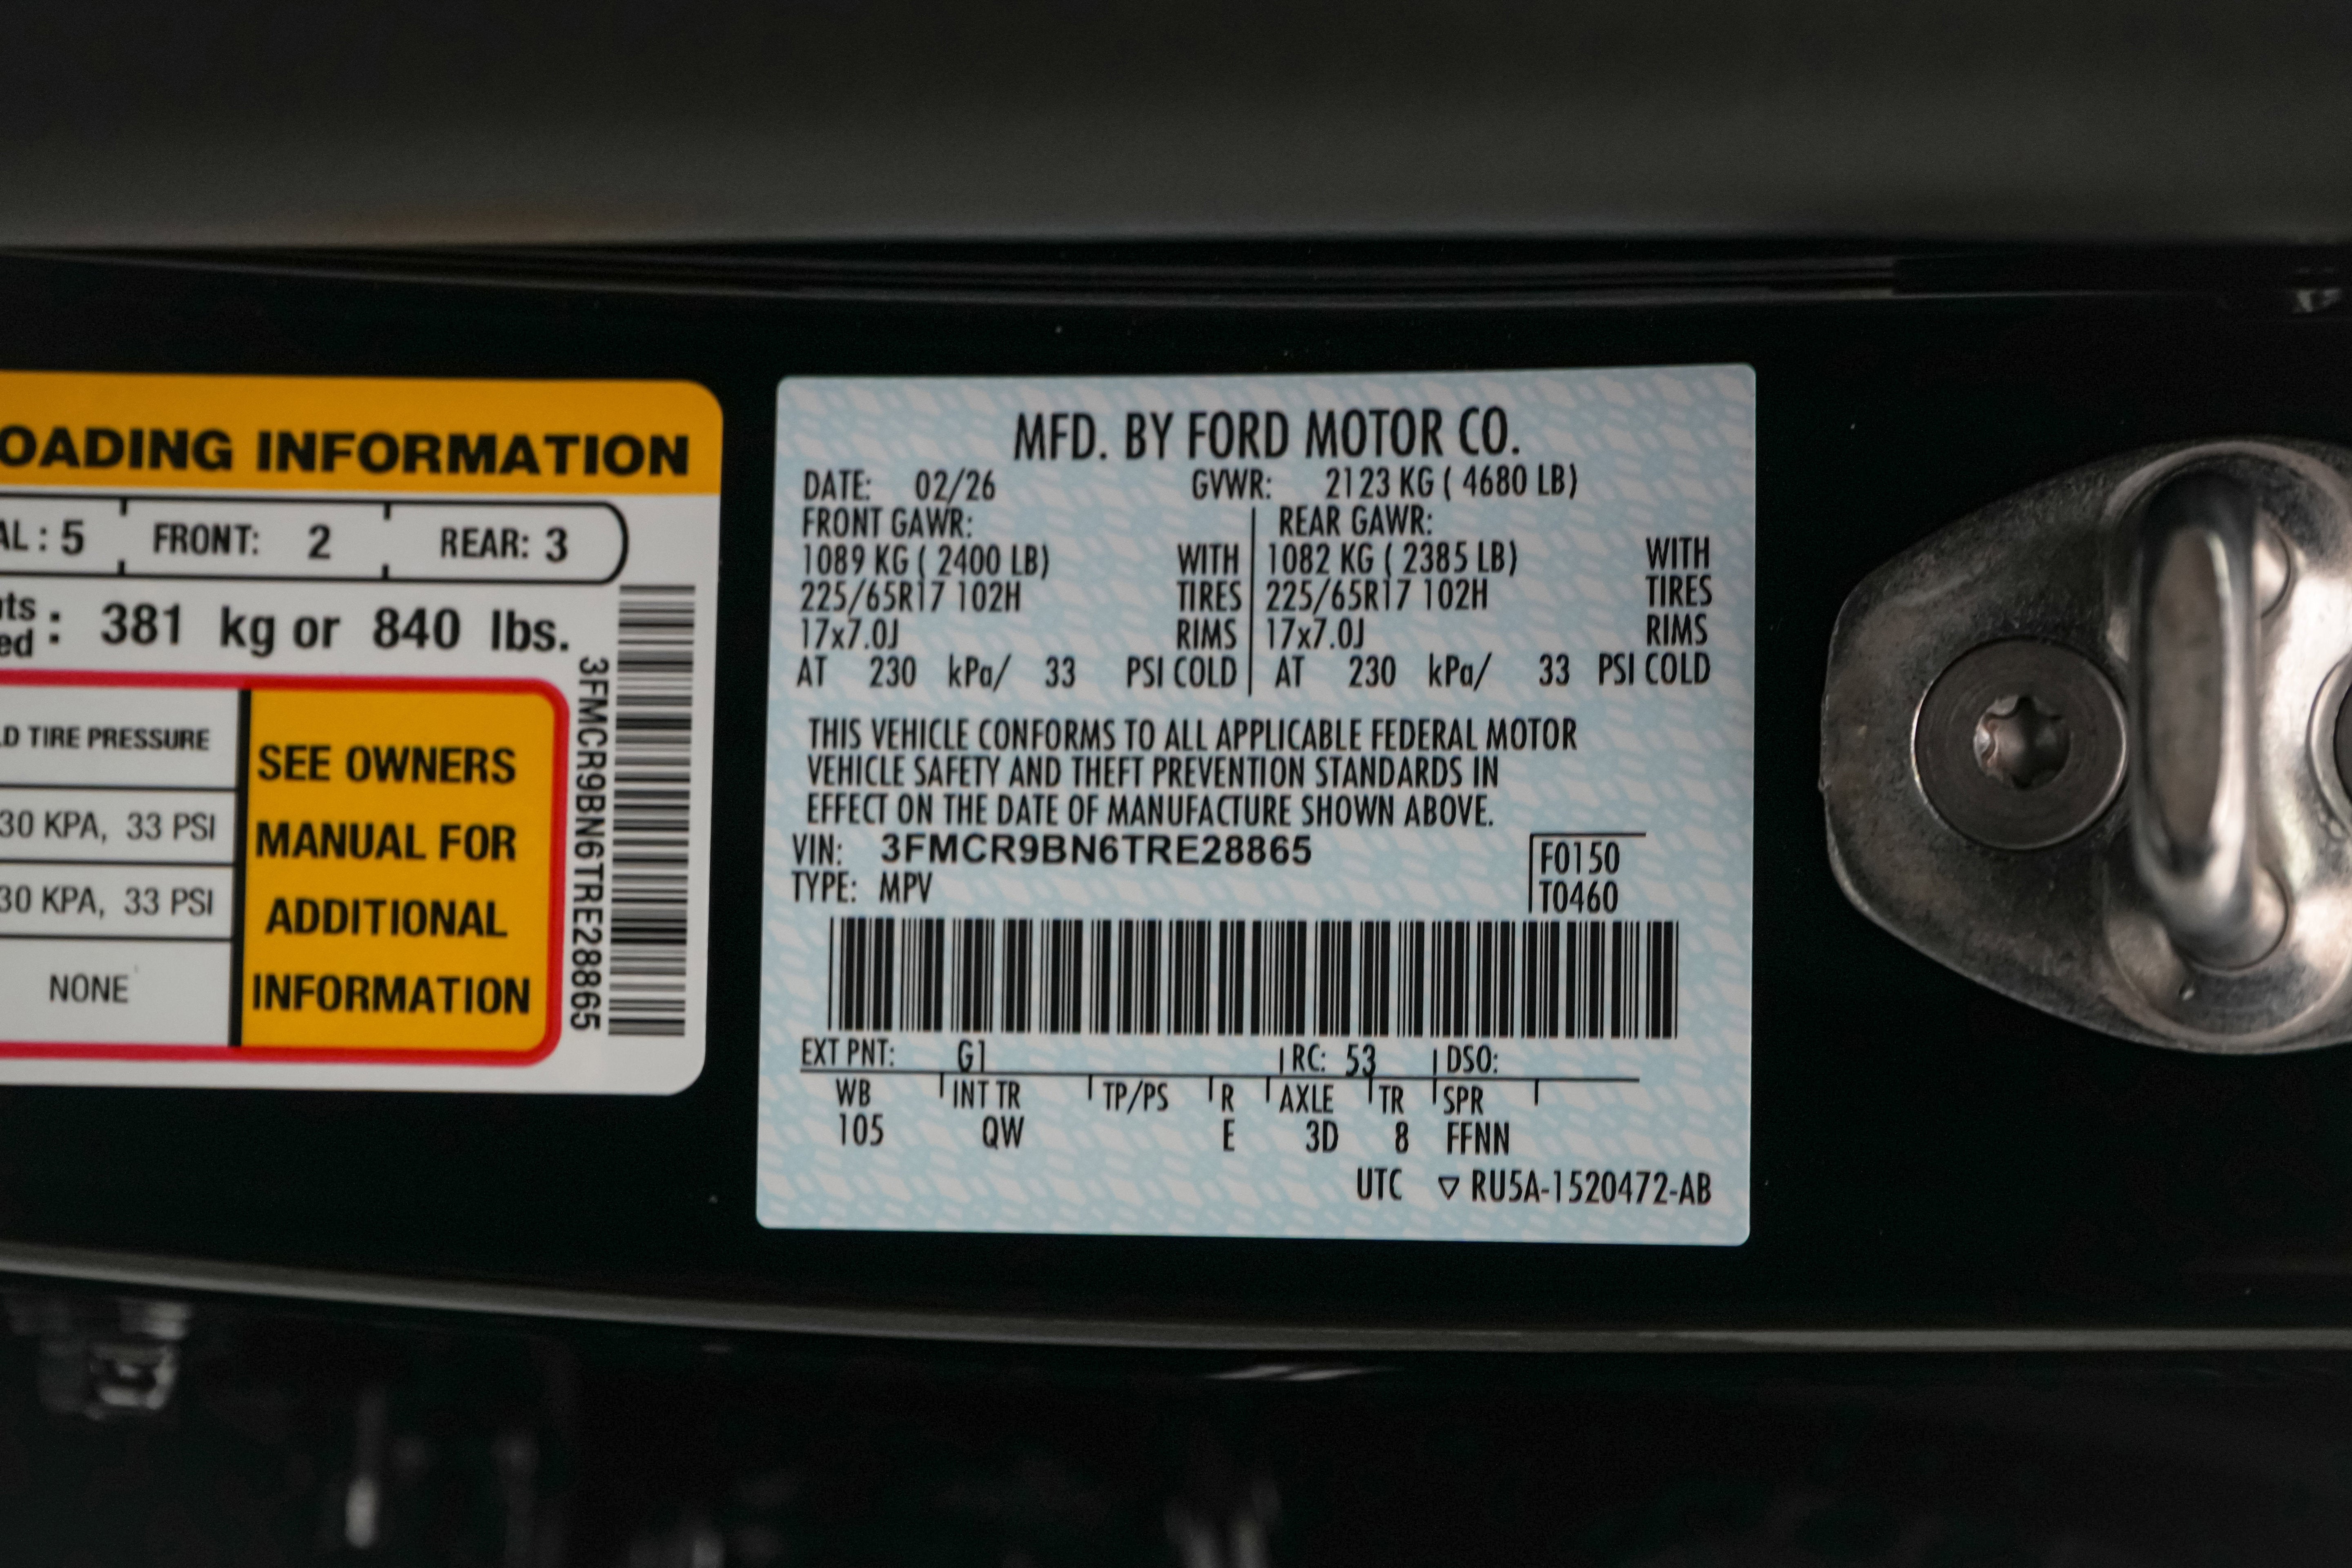 OADING INFORMATION
AL : 5 FRONT: 2 REAR: 3
ts
ed : 381 kg or 840 lbs.
D TIRE PRESSURE
30 KPA, 33 PSI
30 KPA, 33 PSI
NONE
SEE OWNERS
MANUAL FOR
ADDITIONAL
INFORMATION
3FMCR9BN6TRE28865
MFD. BY FORD MOTOR CO.
DATE: 02/26 GVWR: 2123 KG ( 4680 LB)
FRONT GAWR: REAR GAWR:
1089 KG ( 2400 LB) WITH 1082 KG ( 2385 LB) WITH
225/65R17 102H TIRES 225/65R17 102H TIRES
17x7.0J RIMS 17x7.0J RIMS
AT 230 kPa/ 33 PSI COLD AT 230 kPa/ 33 PSI COLD
THIS VEHICLE CONFORMS TO ALL APPLICABLE FEDERAL MOTOR
VEHICLE SAFETY AND THEFT PREVENTION STANDARDS IN
EFFECT ON THE DATE OF MANUFACTURE SHOWN ABOVE.
VIN: 3FMCR9BN6TRE28865 F0150
TYPE: MPV T0460
EXT PNT: G1 RC: 53 DSO:
WB INT TR TP/PS R AXLE TR SPR
105 QW E 3D 8 FFNN
UTC ▽ RU5A-1520472-AB